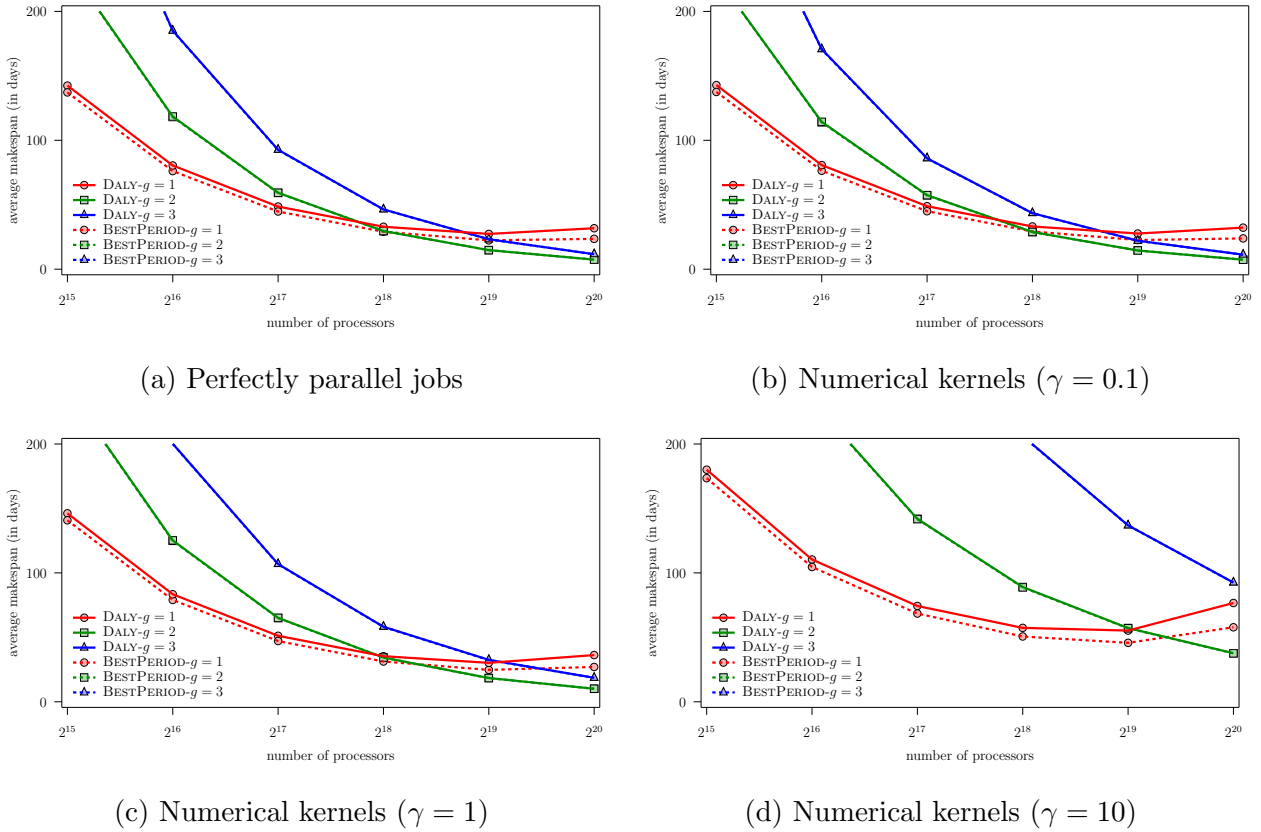 200
100
0
average makespan (in days)
DALY-g = 1
DALY-g = 2
DALY-g = 3
BESTPERIOD-g = 1
BESTPERIOD-g = 2
BESTPERIOD-g = 3
2^15 2^16 2^17 2^18 2^19 2^20
number of processors
(a) Perfectly parallel jobs
200
100
0
average makespan (in days)
DALY-g = 1
DALY-g = 2
DALY-g = 3
BESTPERIOD-g = 1
BESTPERIOD-g = 2
BESTPERIOD-g = 3
2^15 2^16 2^17 2^18 2^19 2^20
number of processors
(b) Numerical kernels (γ = 0.1)
200
100
0
average makespan (in days)
DALY-g = 1
DALY-g = 2
DALY-g = 3
BESTPERIOD-g = 1
BESTPERIOD-g = 2
BESTPERIOD-g = 3
2^15 2^16 2^17 2^18 2^19 2^20
number of processors
(c) Numerical kernels (γ = 1)
200
100
0
average makespan (in days)
DALY-g = 1
DALY-g = 2
DALY-g = 3
BESTPERIOD-g = 1
BESTPERIOD-g = 2
BESTPERIOD-g = 3
2^15 2^16 2^17 2^18 2^19 2^20
number of processors
(d) Numerical kernels (γ = 10)